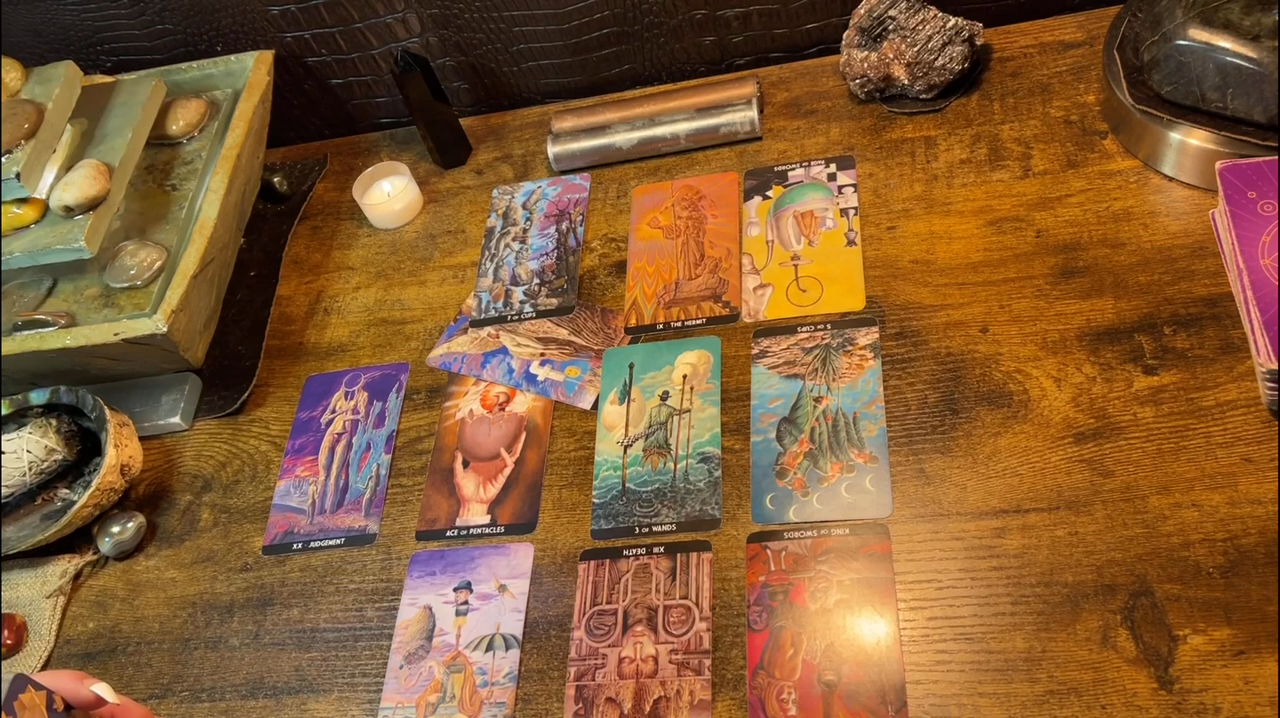 PAGE OF SWORDS
7 OF CUPS
IX · THE HERMIT
5 OF CUPS
XX · JUDGEMENT
ACE OF PENTACLES
3 OF WANDS
XIII · DEATH
KING OF SWORDS